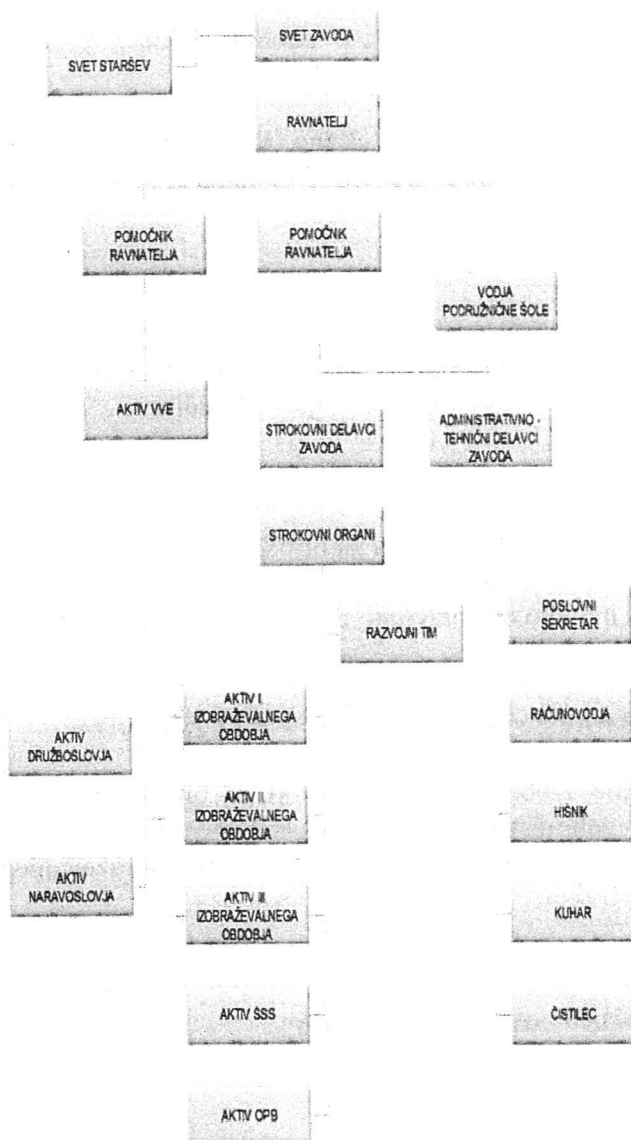 SVET ZAVODA
SVET STARŠEV
RAVNATELJ
POMOČNIK
RAVNATELJA
POMOČNIK
RAVNATELJA
VODJA
PODRUŽNIČNE ŠOLE
AKTIV VVE
STROKOVNI DELAVCI
ZAVODA
ADMINISTRATIVNO -
TEHNIČNI DELAVCI
ZAVODA
STROKOVNI ORGANI
RAZVOJNI TIM
POSLOVNI
SEKRETAR
AKTIV I.
IZOBRAŽEVALNEGA
OBDOBJA
RAČUNOVODJA
AKTIV
DRUŽBOSLOVJA
AKTIV II.
IZOBRAŽEVALNEGA
OBDOBJA
HIŠNIK
AKTIV
NARAVOSLOVJA
AKTIV III.
IZOBRAŽEVALNEGA
OBDOBJA
KUHAR
AKTIV ŠSS
ČISTILEC
AKTIV OPB